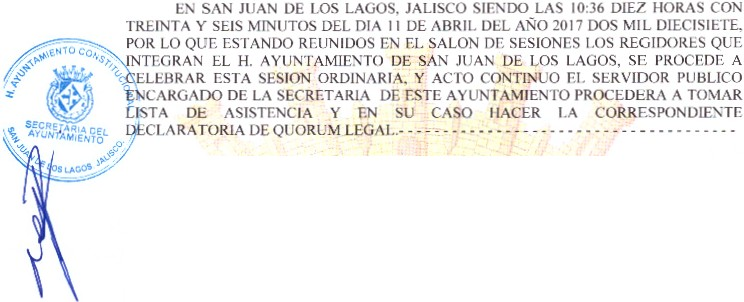 EN SAN JUAN DE LOS LAGOS, JALISCO SIENDO LAS 10:36 DIEZ HORAS CON
TREINTA Y SEIS MINUTOS DEL DIA 11 DE ABRIL DEL AÑO 2017 DOS MIL DIECISIETE,
POR LO QUE ESTANDO REUNIDOS EN EL SALON DE SESIONES LOS REGIDORES QUE
INTEGRAN EL H. AYUNTAMIENTO DE SAN JUAN DE LOS LAGOS, SE PROCEDE A
CELEBRAR ESTA SESION ORDINARIA, Y ACTO CONTINUO EL SERVIDOR PUBLICO
ENCARGADO DE LA SECRETARIA DE ESTE AYUNTAMIENTO PROCEDERA A TOMAR
LISTA DE ASISTENCIA Y EN SU CASO HACER LA CORRESPONDIENTE
DECLARATORIA DE QUORUM LEGAL.- - - - - - - - - - - - - - - - - - - - - - - - - - - - - - - - - - - - - -
H. AYUNTAMIENTO CONSTITUCIONAL
SECRETARIA DEL
AYUNTAMIENTO
SAN JUAN DE LOS LAGOS JALISCO.